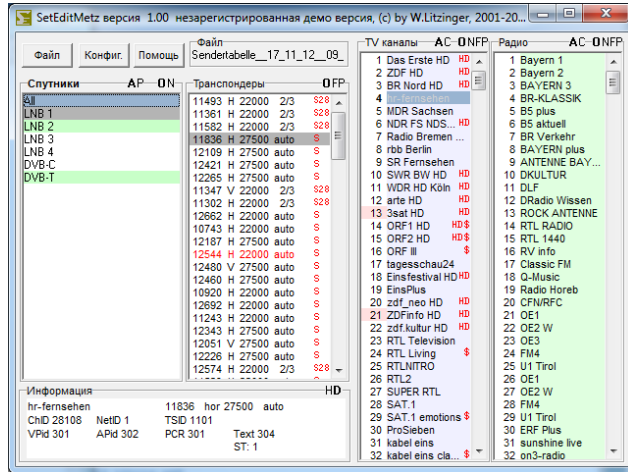 SetEditMetz версия 1.00 незарегистрированная демо версия, (c) by W.Litzinger, 2001-20...
Файл Конфиг. Помощь
Файл
Sendertabelle__17_11_12__09_
Спутники AP ON
All
LNB 1
LNB 2
LNB 3
LNB 4
DVB-C
DVB-T
Транспондеры OFP
11493 H 22000 2/3 S28
11361 H 22000 2/3 S28
11582 H 22000 2/3 S28
11836 H 27500 auto S
12109 H 27500 auto S
12421 H 27500 auto S
12265 H 27500 auto S
11347 V 22000 2/3 S28
11302 H 22000 2/3 S28
12662 H 22000 auto S
10743 H 22000 auto S
12187 H 27500 auto S
12544 H 22000 auto S
12480 V 27500 auto S
12460 H 27500 auto S
10920 H 22000 auto S
12692 H 22000 auto S
11243 H 22000 auto S
12343 H 27500 auto S
12051 V 27500 auto S
12226 H 27500 auto S
12574 H 22000 2/3 S28
TV каналы AC ONFP
1 Das Erste HD HD
2 ZDF HD HD
3 BR Nord HD HD
4 hr-fernsehen
5 MDR Sachsen
6 NDR FS NDS... HD
7 Radio Bremen ...
8 rbb Berlin
9 SR Fernsehen
10 SWR BW HD HD
11 WDR HD Köln HD
12 arte HD HD
13 3sat HD HD
14 ORF1 HD HD$
15 ORF2 HD HD$
16 ORF III $
17 tagesschau24
18 Einsfestival HD HD
19 EinsPlus
20 zdf_neo HD HD
21 ZDFinfo HD HD
22 zdf.kultur HD HD
23 RTL Television
24 RTL Living $
25 RTLNITRO
26 RTL2
27 SUPER RTL
28 SAT.1
29 SAT.1 emotions $
30 ProSieben
31 kabel eins
32 kabel eins cla... $
Радио AC ONFP
1 Bayern 1
2 Bayern 2
3 BAYERN 3
4 BR-KLASSIK
5 B5 plus
6 B5 aktuell
7 BR Verkehr
8 BAYERN plus
9 ANTENNE BAY...
10 DKULTUR
11 DLF
12 DRadio Wissen
13 ROCK ANTENNE
14 RTL RADIO
15 RTL 1440
16 RV info
17 Classic FM
18 Q-Music
19 Radio Horeb
20 CFN/RFC
21 OE1
22 OE2 W
23 OE3
24 FM4
25 U1 Tirol
26 OE1
27 OE2 W
28 FM4
29 U1 Tirol
30 ERF Plus
31 sunshine live
32 on3-radio
Информация HD
hr-fernsehen 11836 hor 27500 auto
ChID 28108 NetID 1 TSID 1101
VPid 301 APid 302 PCR 301 Text 304
ST: 1